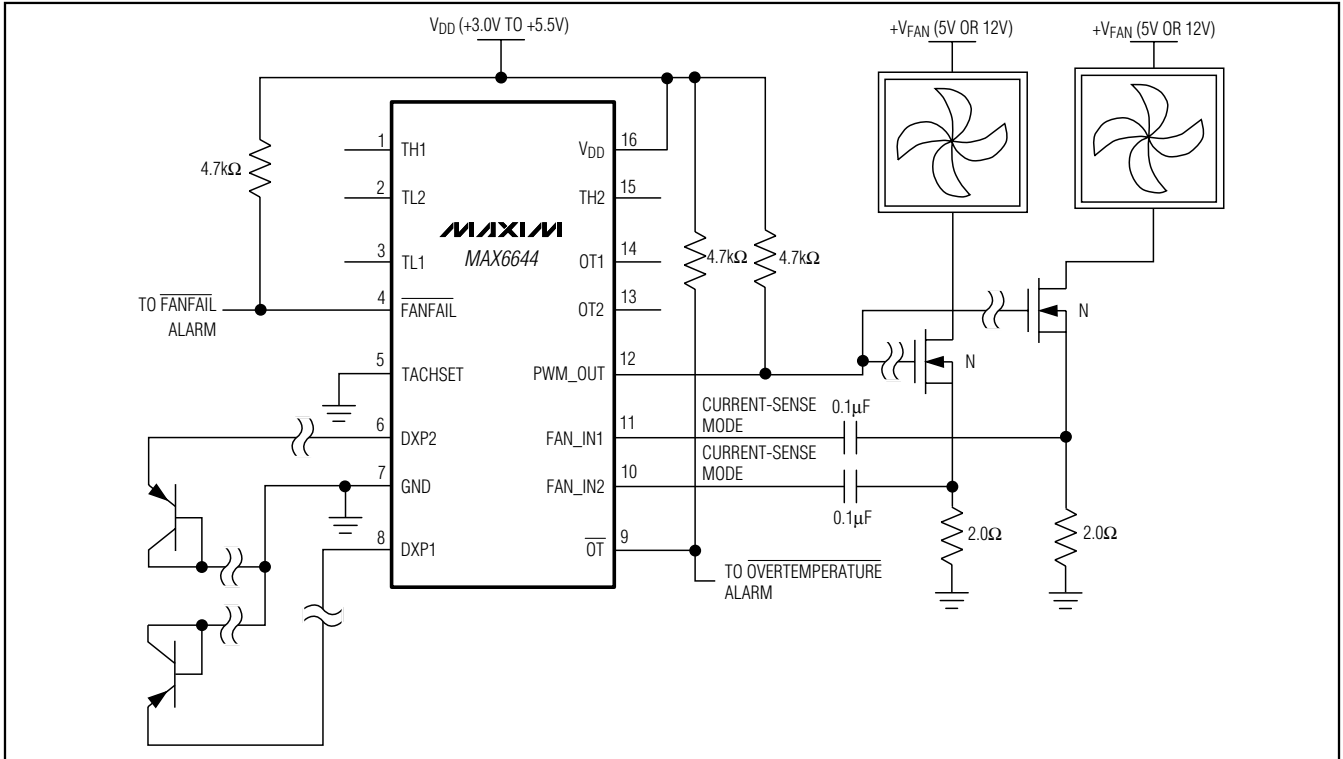 V_DD (+3.0V TO +5.5V)
+V_FAN (5V OR 12V)
+V_FAN (5V OR 12V)
4.7kΩ
1
TH1
2
TL2
3
TL1
TO FANFAIL
ALARM
4
FANFAIL
5
TACHSET
6
DXP2
7
GND
8
DXP1
MAXIM
MAX6644
16
V_DD
15
TH2
14
OT1
13
OT2
12
PWM_OUT
11
FAN_IN1
10
FAN_IN2
9
OT
4.7kΩ
4.7kΩ
N
N
CURRENT-SENSE
MODE
0.1µF
CURRENT-SENSE
MODE
0.1µF
2.0Ω
2.0Ω
TO OVERTEMPERATURE
ALARM